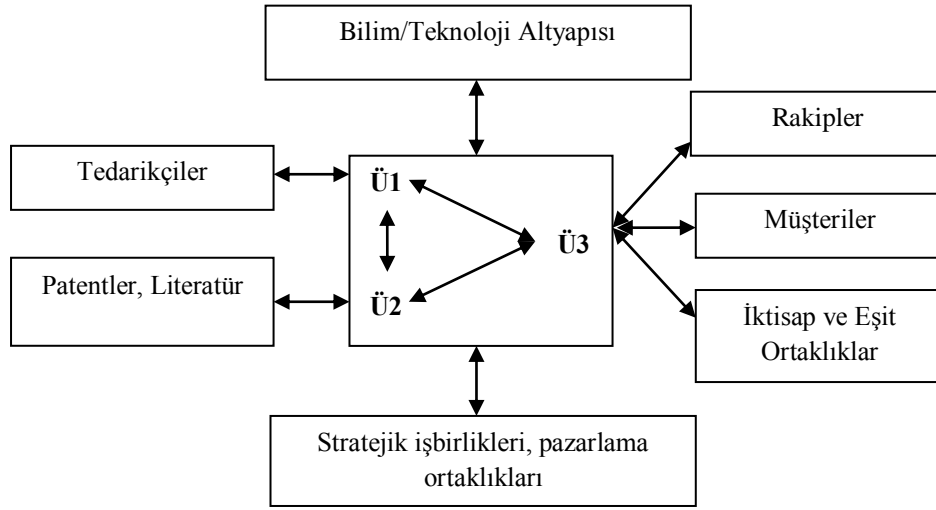 Bilim/Teknoloji Altyapısı
Rakipler
Tedarikçiler
Ü1
Müşteriler
Ü3
Patentler, Literatür
Ü2
İktisap ve Eşit
Ortaklıklar
Stratejik işbirlikleri, pazarlama
ortaklıkları